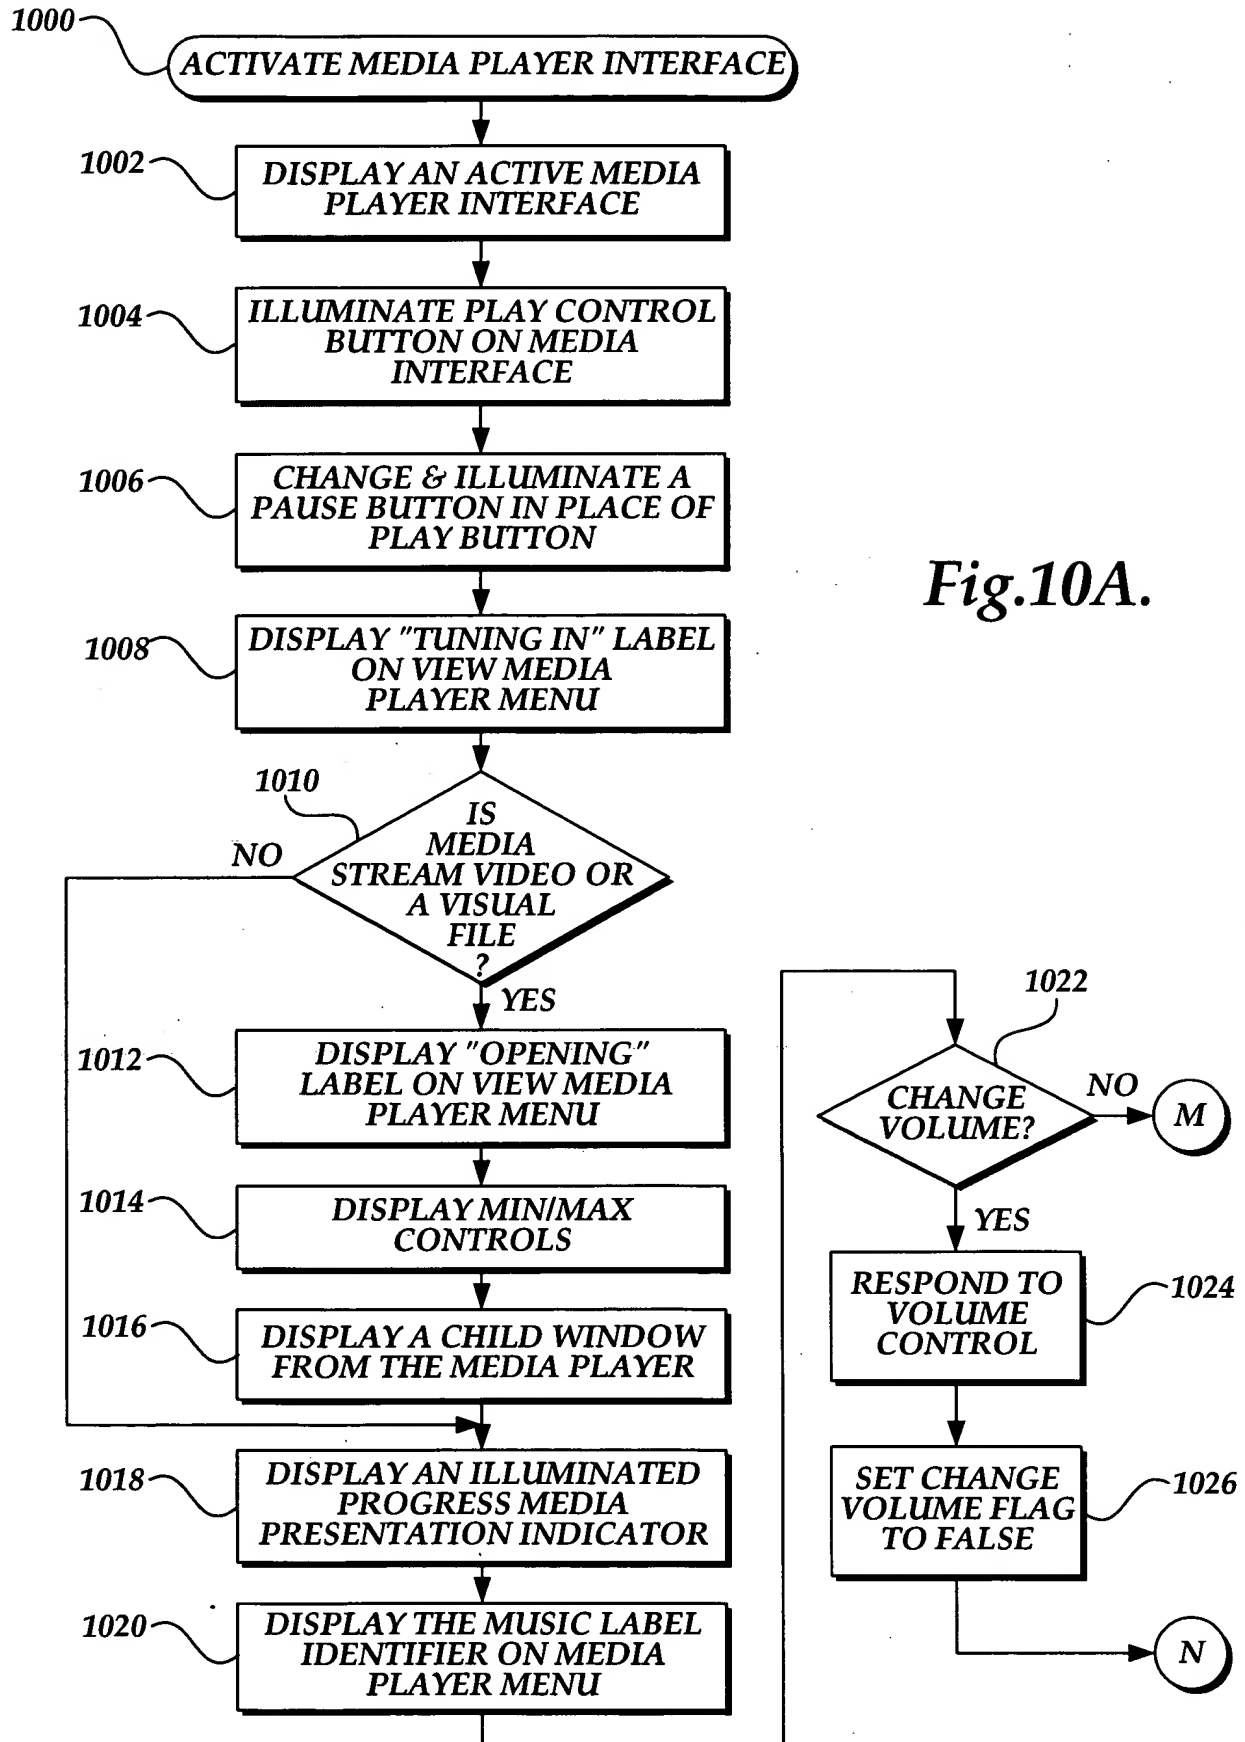 1000
ACTIVATE MEDIA PLAYER INTERFACE
1002
DISPLAY AN ACTIVE MEDIA
PLAYER INTERFACE
1004
ILLUMINATE PLAY CONTROL
BUTTON ON MEDIA
INTERFACE
1006
CHANGE & ILLUMINATE A
PAUSE BUTTON IN PLACE OF
PLAY BUTTON
Fig.10A.
1008
DISPLAY "TUNING IN" LABEL
ON VIEW MEDIA
PLAYER MENU
1010
IS
MEDIA
STREAM VIDEO OR
A VISUAL
FILE
?
NO
YES
1012
DISPLAY "OPENING"
LABEL ON VIEW MEDIA
PLAYER MENU
1014
DISPLAY MIN/MAX
CONTROLS
1016
DISPLAY A CHILD WINDOW
FROM THE MEDIA PLAYER
1018
DISPLAY AN ILLUMINATED
PROGRESS MEDIA
PRESENTATION INDICATOR
1020
DISPLAY THE MUSIC LABEL
IDENTIFIER ON MEDIA
PLAYER MENU
1022
CHANGE
VOLUME?
NO
M
YES
RESPOND TO
VOLUME
CONTROL
1024
SET CHANGE
VOLUME FLAG
TO FALSE
1026
N